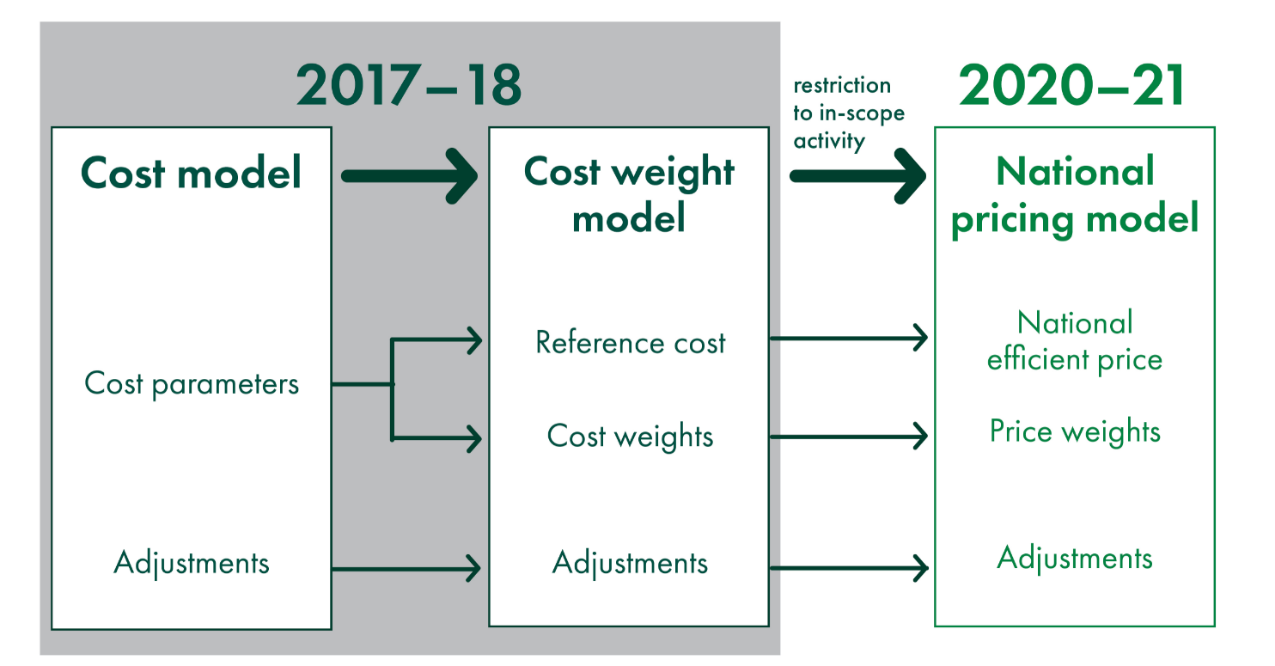 2017–18
restriction
to in-scope
activity
2020–21
Cost model
Cost weight
model
National
pricing model
Cost parameters
Reference cost
Cost weights
National
efficient price
Price weights
Adjustments
Adjustments
Adjustments